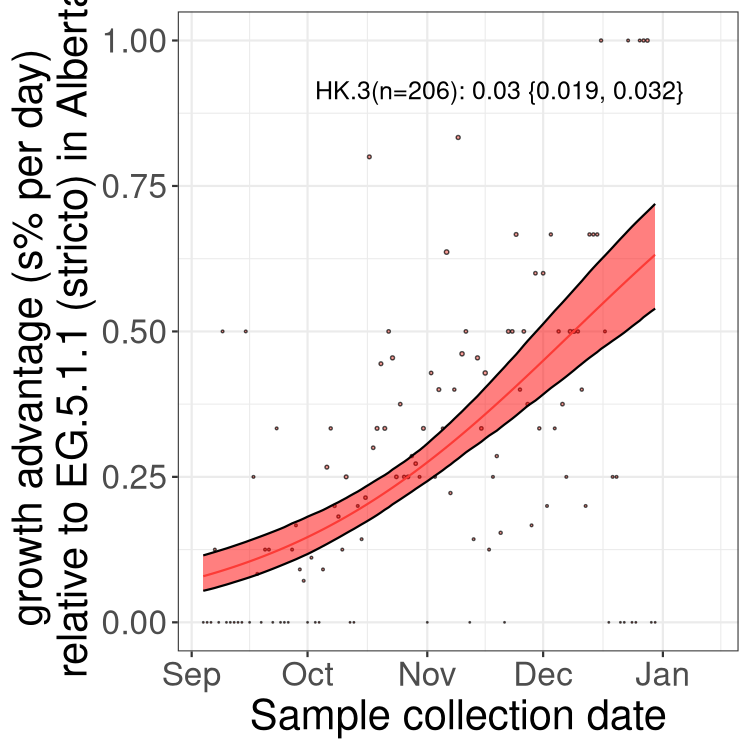 growth advantage (s% per day)
relative to EG.5.1.1 (stricto) in Alberta
1.00
0.75
0.50
0.25
0.00
HK.3(n=206): 0.03 {0.019, 0.032}
Sep Oct Nov Dec Jan
Sample collection date